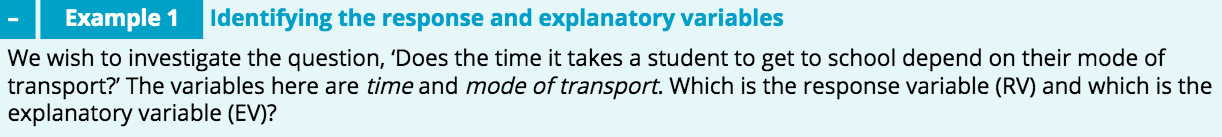 – Example 1 Identifying the response and explanatory variables
We wish to investigate the question, ‘Does the time it takes a student to get to school depend on their mode of
transport?’ The variables here are time and mode of transport. Which is the response variable (RV) and which is the
explanatory variable (EV)?